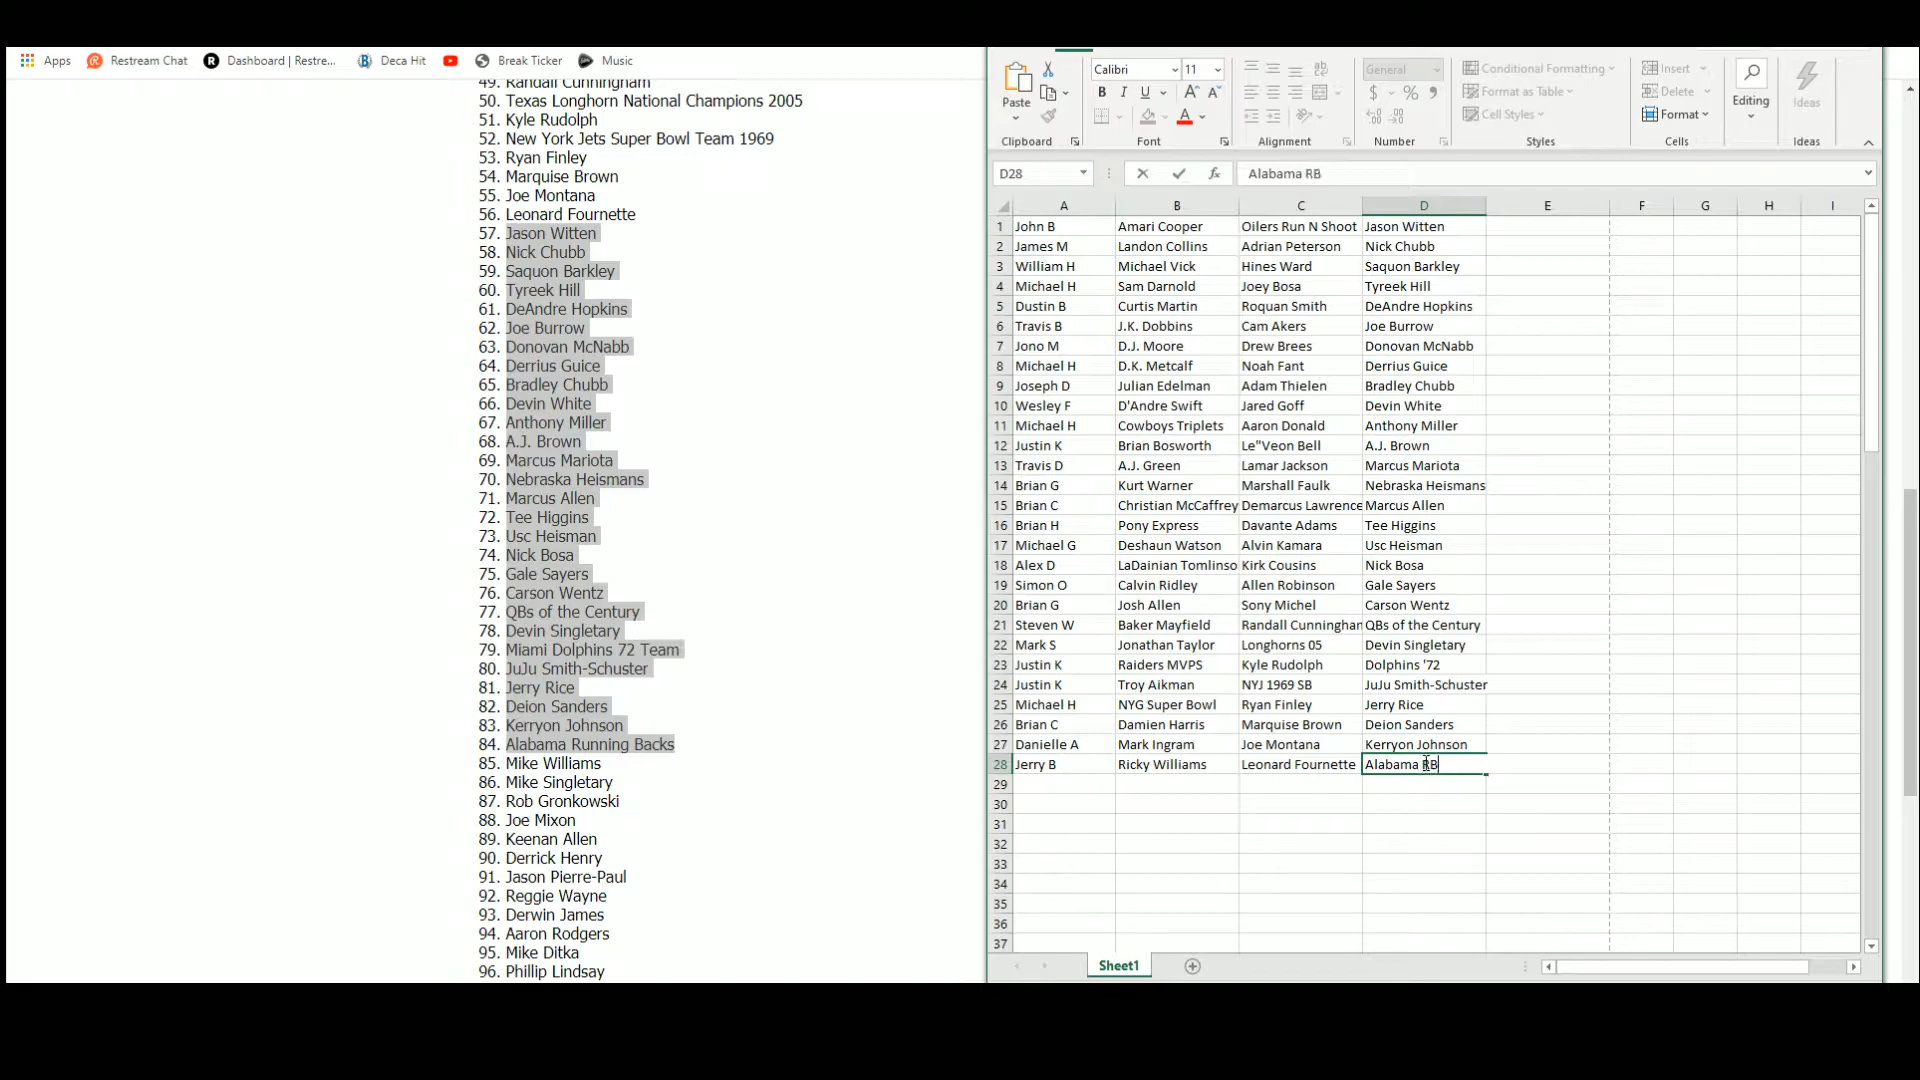 Apps Restream Chat Dashboard | Restre... Deca Hit Break Ticker Music
49. Randall Cunningham
50. Texas Longhorn National Champions 2005
51. Kyle Rudolph
52. New York Jets Super Bowl Team 1969
53. Ryan Finley
54. Marquise Brown
55. Joe Montana
56. Leonard Fournette
57. Jason Witten
58. Nick Chubb
59. Saquon Barkley
60. Tyreek Hill
61. DeAndre Hopkins
62. Joe Burrow
63. Donovan McNabb
64. Derrius Guice
65. Bradley Chubb
66. Devin White
67. Anthony Miller
68. A.J. Brown
69. Marcus Mariota
70. Nebraska Heismans
71. Marcus Allen
72. Tee Higgins
73. Usc Heisman
74. Nick Bosa
75. Gale Sayers
76. Carson Wentz
77. QBs of the Century
78. Devin Singletary
79. Miami Dolphins 72 Team
80. JuJu Smith-Schuster
81. Jerry Rice
82. Deion Sanders
83. Kerryon Johnson
84. Alabama Running Backs
85. Mike Williams
86. Mike Singletary
87. Rob Gronkowski
88. Joe Mixon
89. Keenan Allen
90. Derrick Henry
91. Jason Pierre-Paul
92. Reggie Wayne
93. Derwin James
94. Aaron Rodgers
95. Mike Ditka
96. Phillip Lindsay
Paste Calibri 11 General Conditional Formatting Insert Editing Ideas
B I U $ % Format as Table Delete
Cell Styles Format
Clipboard Font Alignment Number Styles Cells Ideas
D28 fx Alabama RB
A B C D E F G H I
1 John B Amari Cooper Oilers Run N Shoot Jason Witten
2 James M Landon Collins Adrian Peterson Nick Chubb
3 William H Michael Vick Hines Ward Saquon Barkley
4 Michael H Sam Darnold Joey Bosa Tyreek Hill
5 Dustin B Curtis Martin Roquan Smith DeAndre Hopkins
6 Travis B J.K. Dobbins Cam Akers Joe Burrow
7 Jono M D.J. Moore Drew Brees Donovan McNabb
8 Michael H D.K. Metcalf Noah Fant Derrius Guice
9 Joseph D Julian Edelman Adam Thielen Bradley Chubb
10 Wesley F D'Andre Swift Jared Goff Devin White
11 Michael H Cowboys Triplets Aaron Donald Anthony Miller
12 Justin K Brian Bosworth Le"Veon Bell A.J. Brown
13 Travis D A.J. Green Lamar Jackson Marcus Mariota
14 Brian G Kurt Warner Marshall Faulk Nebraska Heismans
15 Brian C Christian McCaffrey Demarcus Lawrence Marcus Allen
16 Brian H Pony Express Davante Adams Tee Higgins
17 Michael G Deshaun Watson Alvin Kamara Usc Heisman
18 Alex D LaDainian Tomlinso Kirk Cousins Nick Bosa
19 Simon O Calvin Ridley Allen Robinson Gale Sayers
20 Brian G Josh Allen Sony Michel Carson Wentz
21 Steven W Baker Mayfield Randall Cunninghan QBs of the Century
22 Mark S Jonathan Taylor Longhorns 05 Devin Singletary
23 Justin K Raiders MVPS Kyle Rudolph Dolphins '72
24 Justin K Troy Aikman NYJ 1969 SB JuJu Smith-Schuster
25 Michael H NYG Super Bowl Ryan Finley Jerry Rice
26 Brian C Damien Harris Marquise Brown Deion Sanders
27 Danielle A Mark Ingram Joe Montana Kerryon Johnson
28 Jerry B Ricky Williams Leonard Fournette Alabama RB
29
30
31
32
33
34
35
36
37
Sheet1